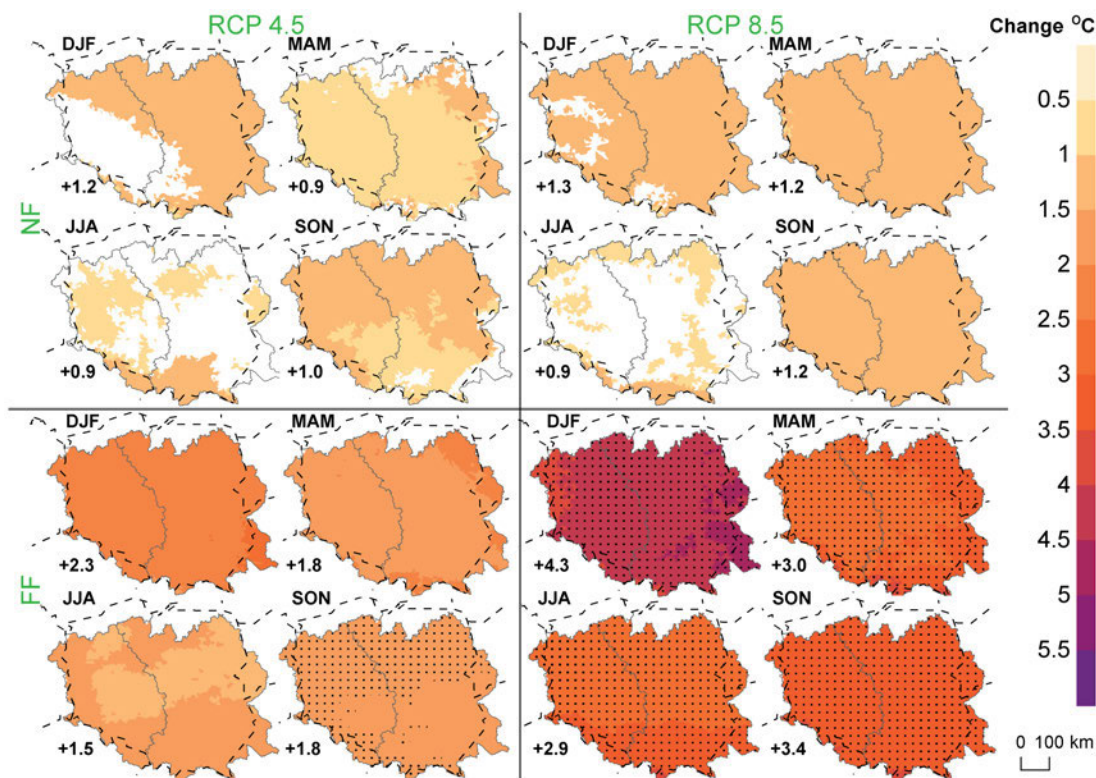 RCP 4.5 RCP 8.5 Change °C
DJF MAM DJF MAM
+1.2 +0.9 +1.3 +1.2
NF
JJA SON JJA SON
+0.9 +1.0 +0.9 +1.2
DJF MAM DJF MAM
+2.3 +1.8 +4.3 +3.0
FF
JJA SON JJA SON
+1.5 +1.8 +2.9 +3.4
0.5
1
1.5
2
2.5
3
3.5
4
4.5
5
5.5
0 100 km